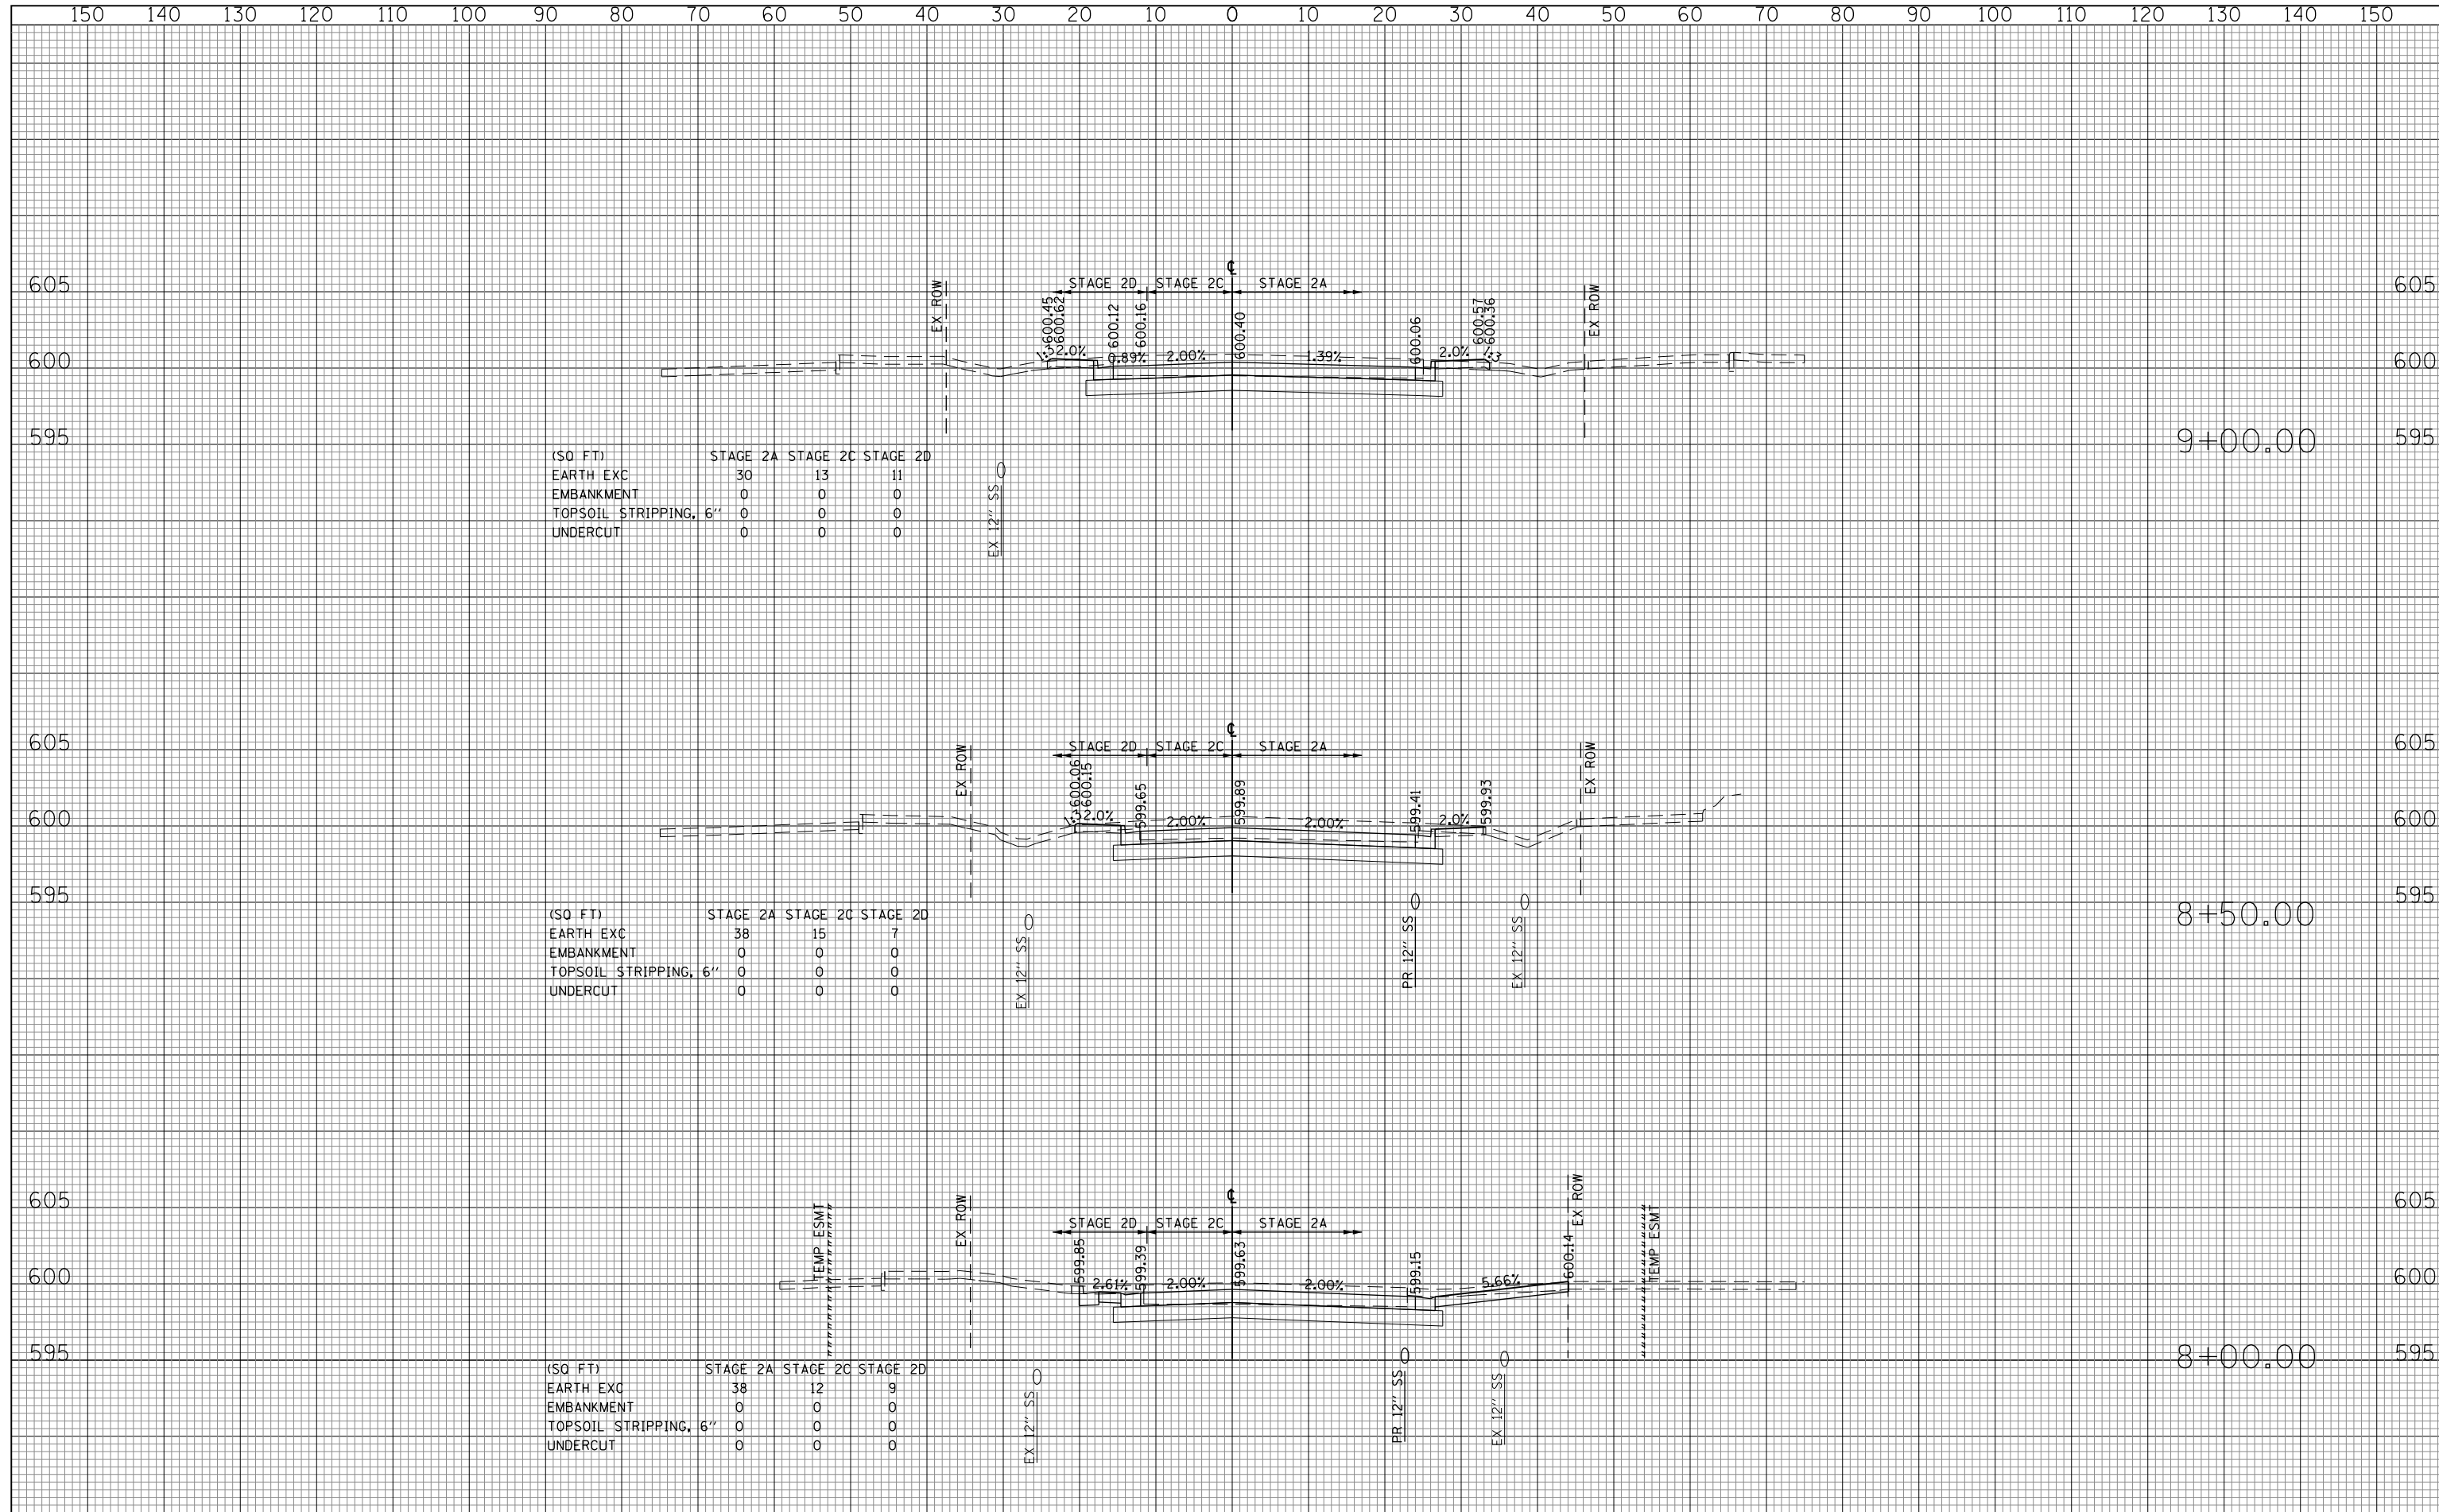 150 140 130 120 110 100 90 80 70 60 50 40 30 20 10 0 10 20 30 40 50 60 70 80 90 100 110 120 130 140 150
℄
605 605
STAGE 2D STAGE 2C STAGE 2A
EX ROW
EX ROW
600.45
600.62
600.12
600.16
600.40
600.06
600.57
600.36
600 600
2.0% 0.89% 2.00% 1.39% 2.0% 1:3
595 595
9+00.00
(SQ FT) STAGE 2A STAGE 2C STAGE 2D
EARTH EXC 30 13 11
EMBANKMENT 0 0 0
TOPSOIL STRIPPING, 6" 0 0 0
UNDERCUT 0 0 0
EX 12" SS
℄
605 605
STAGE 2D STAGE 2C STAGE 2A
EX ROW
EX ROW
600.06
600.15
599.65
599.89
599.41
599.93
600 600
2.0% 2.00% 2.00% 2.0%
595 595
8+50.00
(SQ FT) STAGE 2A STAGE 2C STAGE 2D
EARTH EXC 38 15 7
EMBANKMENT 0 0 0
TOPSOIL STRIPPING, 6" 0 0 0
UNDERCUT 0 0 0
EX 12" SS
PR 12" SS
EX 12" SS
℄
605 605
STAGE 2D STAGE 2C STAGE 2A
TEMP ESMT
EX ROW
EX ROW
TEMP ESMT
599.85
599.39
599.63
599.15
600.14
600 600
2.61% 2.00% 2.00% 5.66%
595 595
8+00.00
(SQ FT) STAGE 2A STAGE 2C STAGE 2D
EARTH EXC 38 12 9
EMBANKMENT 0 0 0
TOPSOIL STRIPPING, 6" 0 0 0
UNDERCUT 0 0 0
EX 12" SS
PR 12" SS
EX 12" SS